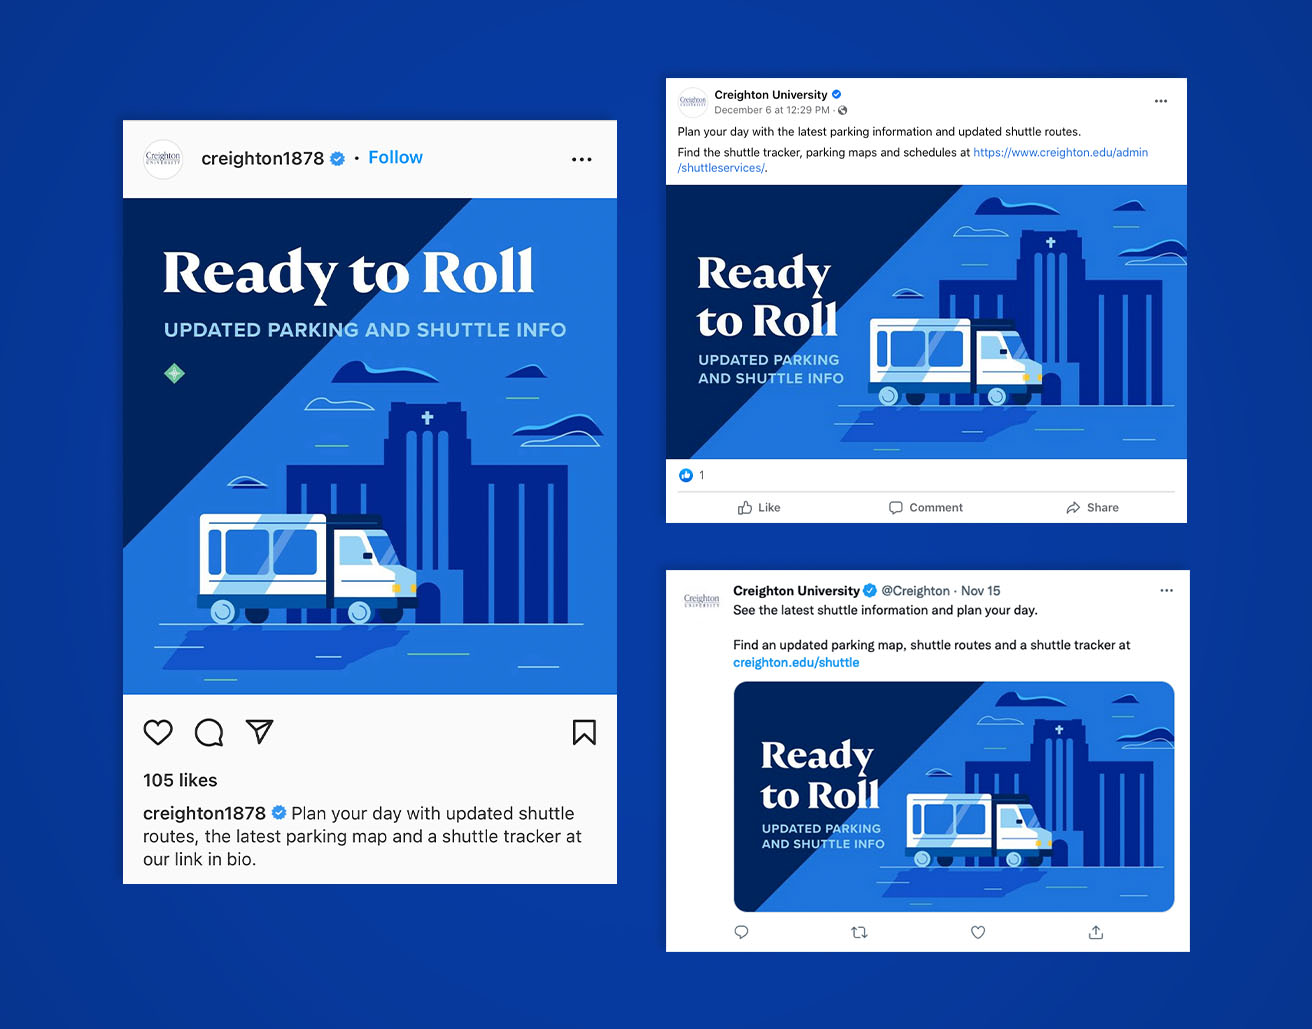 Creighton
UNIVERSITY
creighton1878 • Follow
Ready to Roll
UPDATED PARKING AND SHUTTLE INFO
105 likes
creighton1878 Plan your day with updated shuttle
routes, the latest parking map and a shuttle tracker at
our link in bio.
Creighton
UNIVERSITY
Creighton University
December 6 at 12:29 PM ·
Plan your day with the latest parking information and updated shuttle routes.
Find the shuttle tracker, parking maps and schedules at https://www.creighton.edu/admin
/shuttleservices/.
Ready
to Roll
UPDATED PARKING
AND SHUTTLE INFO
1
Like Comment Share
Creighton
UNIVERSITY
Creighton University @Creighton · Nov 15
See the latest shuttle information and plan your day.
Find an updated parking map, shuttle routes and a shuttle tracker at
creighton.edu/shuttle
Ready
to Roll
UPDATED PARKING
AND SHUTTLE INFO